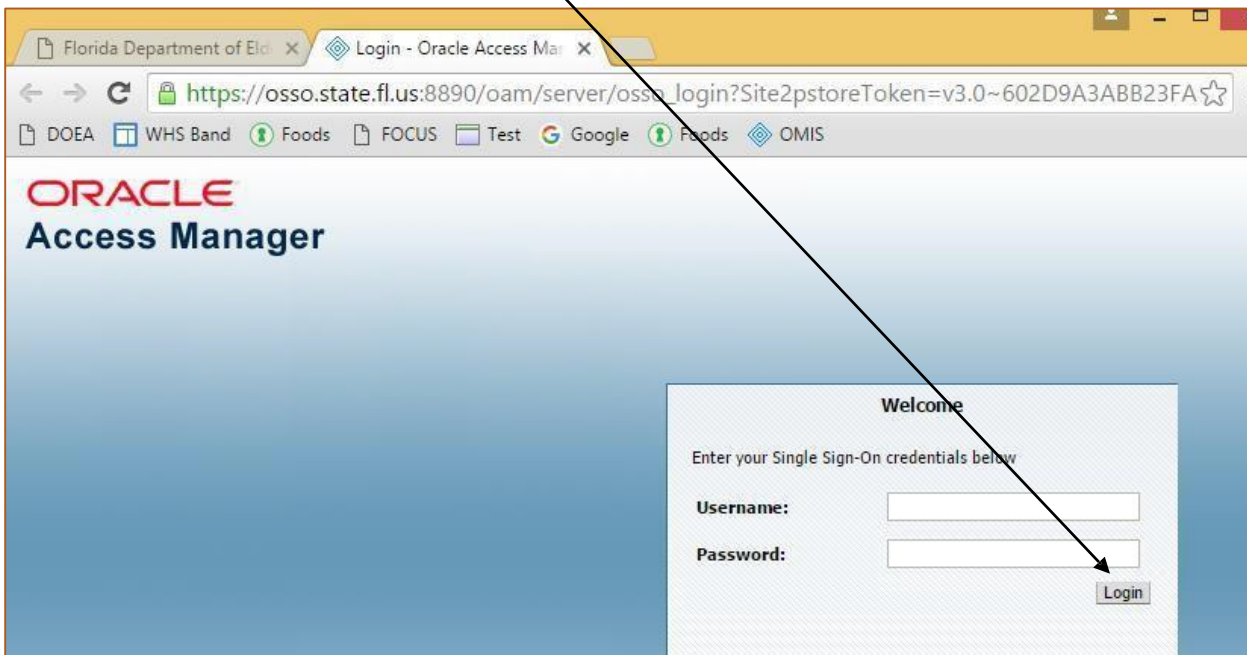 Florida Department of Eld
Login - Oracle Access Mar
https://osso.state.fl.us:8890/oam/server/osso_login?Site2pstoreToken=v3.0~602D9A3ABB23FA
DOEA WHS Band Foods FOCUS Test Google Foods OMIS
ORACLE
Access Manager
Welcome
Enter your Single Sign-On credentials below
Username:
Password:
Login